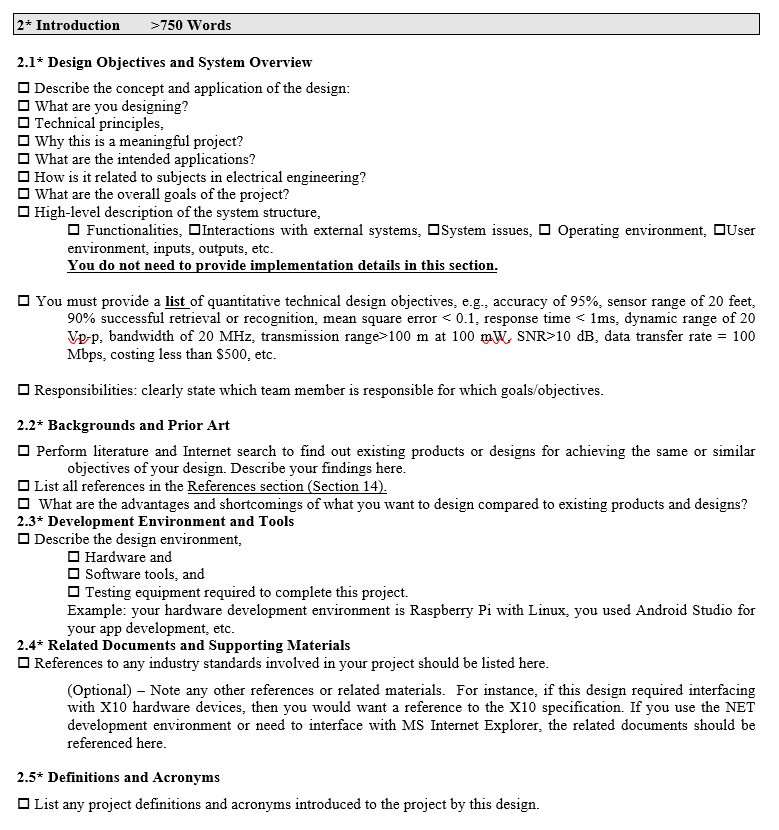 2* Introduction >750 Words
2.1* Design Objectives and System Overview
☐ Describe the concept and application of the design:
☐ What are you designing?
☐ Technical principles,
☐ Why this is a meaningful project?
☐ What are the intended applications?
☐ How is it related to subjects in electrical engineering?
☐ What are the overall goals of the project?
☐ High-level description of the system structure,
☐ Functionalities, ☐Interactions with external systems, ☐System issues, ☐ Operating environment, ☐User
environment, inputs, outputs, etc.
You do not need to provide implementation details in this section.
☐ You must provide a list of quantitative technical design objectives, e.g., accuracy of 95%, sensor range of 20 feet,
90% successful retrieval or recognition, mean square error < 0.1, response time < 1ms, dynamic range of 20
Vp-p, bandwidth of 20 MHz, transmission range>100 m at 100 mW, SNR>10 dB, data transfer rate = 100
Mbps, costing less than $500, etc.
☐ Responsibilities: clearly state which team member is responsible for which goals/objectives.
2.2* Backgrounds and Prior Art
☐ Perform literature and Internet search to find out existing products or designs for achieving the same or similar
objectives of your design. Describe your findings here.
☐ List all references in the References section (Section 14).
☐ What are the advantages and shortcomings of what you want to design compared to existing products and designs?
2.3* Development Environment and Tools
☐ Describe the design environment,
☐ Hardware and
☐ Software tools, and
☐ Testing equipment required to complete this project.
Example: your hardware development environment is Raspberry Pi with Linux, you used Android Studio for
your app development, etc.
2.4* Related Documents and Supporting Materials
☐ References to any industry standards involved in your project should be listed here.
(Optional) – Note any other references or related materials. For instance, if this design required interfacing
with X10 hardware devices, then you would want a reference to the X10 specification. If you use the NET
development environment or need to interface with MS Internet Explorer, the related documents should be
referenced here.
2.5* Definitions and Acronyms
☐ List any project definitions and acronyms introduced to the project by this design.